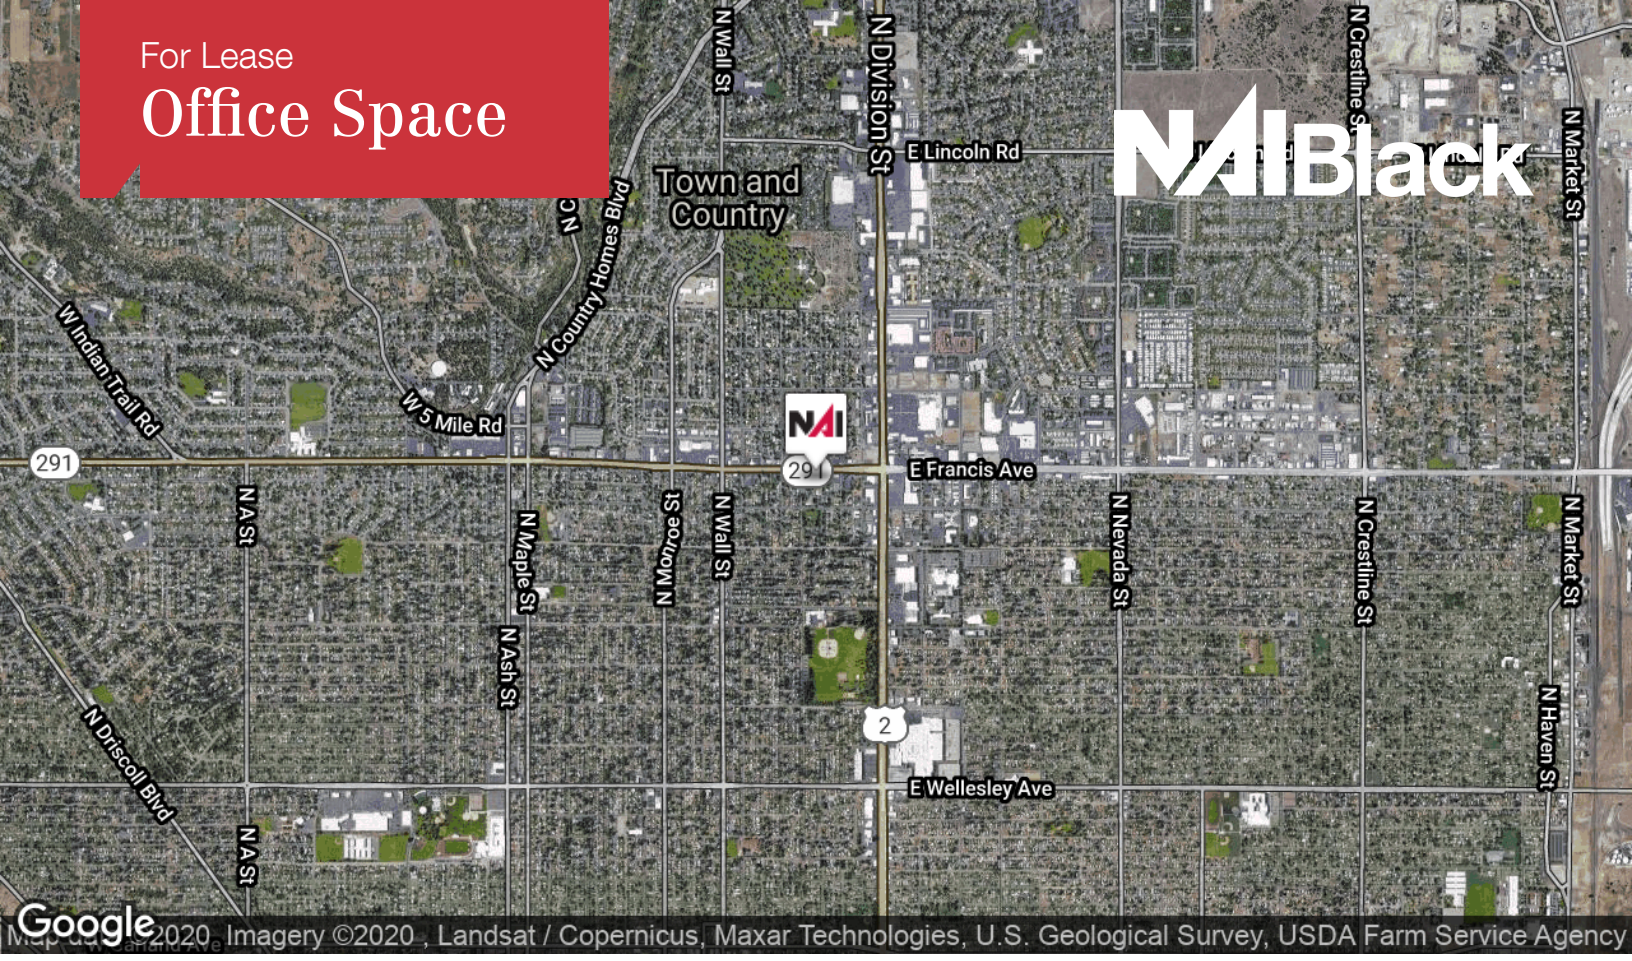 For Lease
Office Space
NAIBlack
N Wall St
N Division St
N Crestline St
N Market St
E Lincoln Rd
Town and
Country
N Country Homes Blvd
W Indian Trail Rd
W 5 Mile Rd
NAI
291
291
E Francis Ave
N A St
N Maple St
N Monroe St
N Wall St
N Nevada St
N Crestline St
N Market St
N Ash St
N Haven St
N Driscoll Blvd
2
E Wellesley Ave
N A St
Google
Imagery ©2020 , Landsat / Copernicus, Maxar Technologies, U.S. Geological Survey, USDA Farm Service Agency